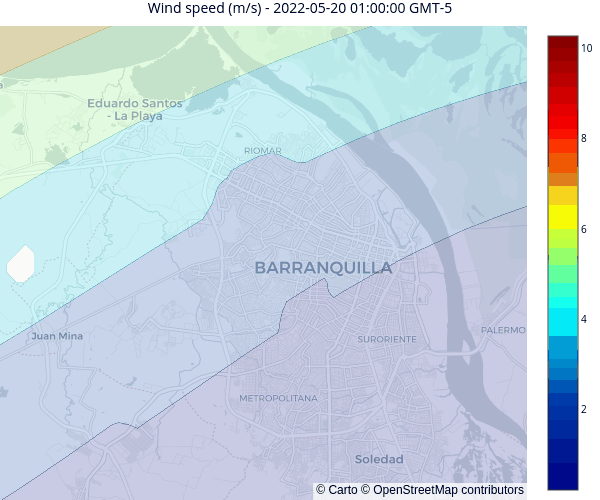 Wind speed (m/s) - 2022-05-20 01:00:00 GMT-5
10
8
6
4
2
Eduardo Santos
- La Playa
RIOMAR
BARRANQUILLA
Juan Mina
SURORIENTE
PALERMO
METROPOLITANA
Soledad
© Carto © OpenStreetMap contributors